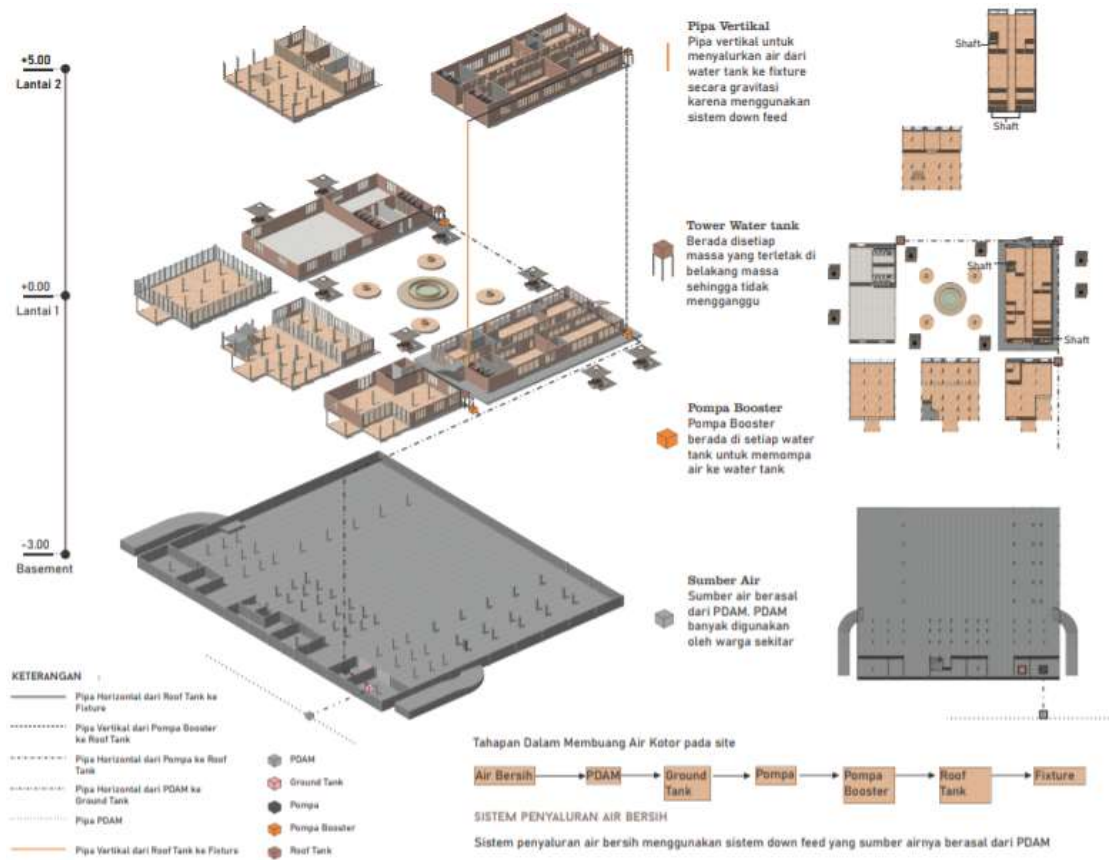 +5.00
Lantai 2
+0.00
Lantai 1
-3.00
Basement
Pipa Vertikal
Pipa vertikal untuk
menyalurkan air dari
water tank ke fixture
secara gravitasi
karena menggunakan
sistem down feed
Tower Water tank
Berada disetiap
massa yang terletak di
belakang massa
sehingga tidak
mengganggu
Pompa Booster
Pompa Booster
berada di setiap water
tank untuk memompa
air ke water tank
Sumber Air
Sumber air berasal
dari PDAM. PDAM
banyak digunakan
oleh warga sekitar
Shaft
Shaft
Shaft
Shaft
KETERANGAN :
Pipa Horizontal dari Roof Tank ke
Fixture
Pipa Vertikal dari Pompa Booster
ke Roof Tank
Pipa Horizontal dari Pompa ke Roof
Tank
Pipa Horizontal dari PDAM ke
Ground Tank
Pipa PDAM
Pipa Vertikal dari Roof Tank ke Fixture
PDAM
Ground Tank
Pompa
Pompa Booster
Roof Tank
Tahapan Dalam Membuang Air Kotor pada site
Air Bersih
PDAM
Ground
Tank
Pompa
Pompa
Booster
Roof
Tank
Fixture
SISTEM PENYALURAN AIR BERSIH
Sistem penyaluran air bersih menggunakan sistem down feed yang sumber airnya berasal dari PDAM